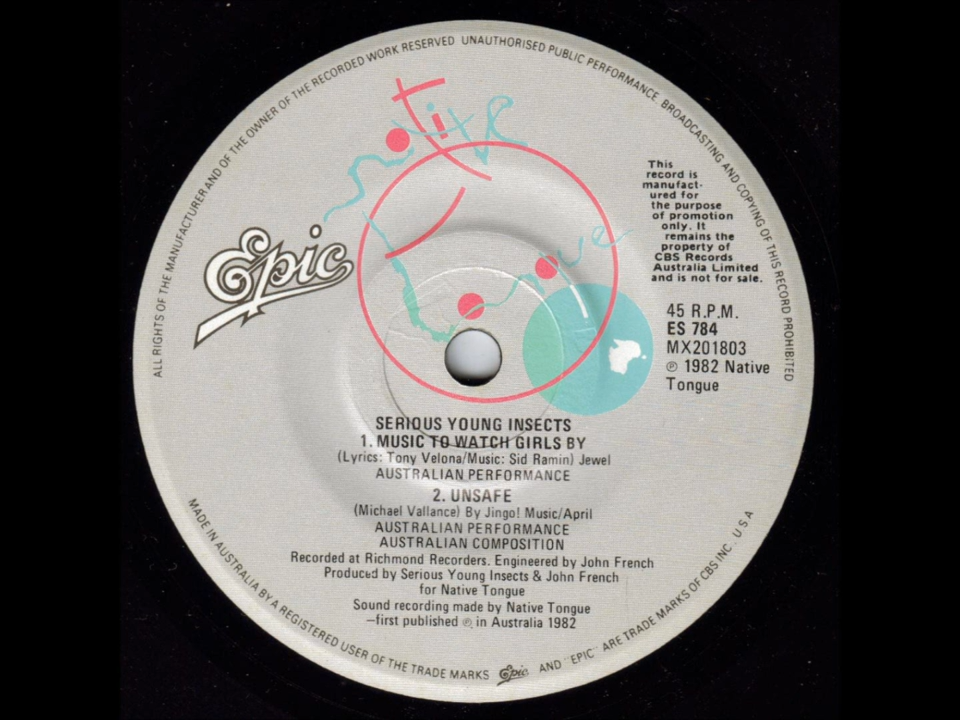 ALL RIGHTS OF THE MANUFACTURER AND OF THE OWNER OF THE RECORDED WORK RESERVED UNAUTHORISED PUBLIC PERFORMANCE BROADCASTING AND COPYING OF THIS RECORD PROHIBITED
native
tongue
Epic
This
record is
manufact-
ured for
the purpose
of promotion
only. It
remains the
property of
CBS Records
Australia Limited
and is not for sale.
45 R.P.M.
ES 784
MX201803
℗ 1982 Native
Tongue
SERIOUS YOUNG INSECTS
1. MUSIC TO WATCH GIRLS BY
(Lyrics: Tony Velona/Music: Sid Ramin) Jewel
AUSTRALIAN PERFORMANCE
2. UNSAFE
(Michael Vallance) By Jingo! Music/April
AUSTRALIAN PERFORMANCE
AUSTRALIAN COMPOSITION
Recorded at Richmond Recorders. Engineered by John French
Produced by Serious Young Insects & John French
for Native Tongue
Sound recording made by Native Tongue
–first published ℗ in Australia 1982
MADE IN AUSTRALIA BY A REGISTERED USER OF THE TRADE MARKS Epic AND "EPIC" ARE TRADE MARKS OF CBS INC. U S A